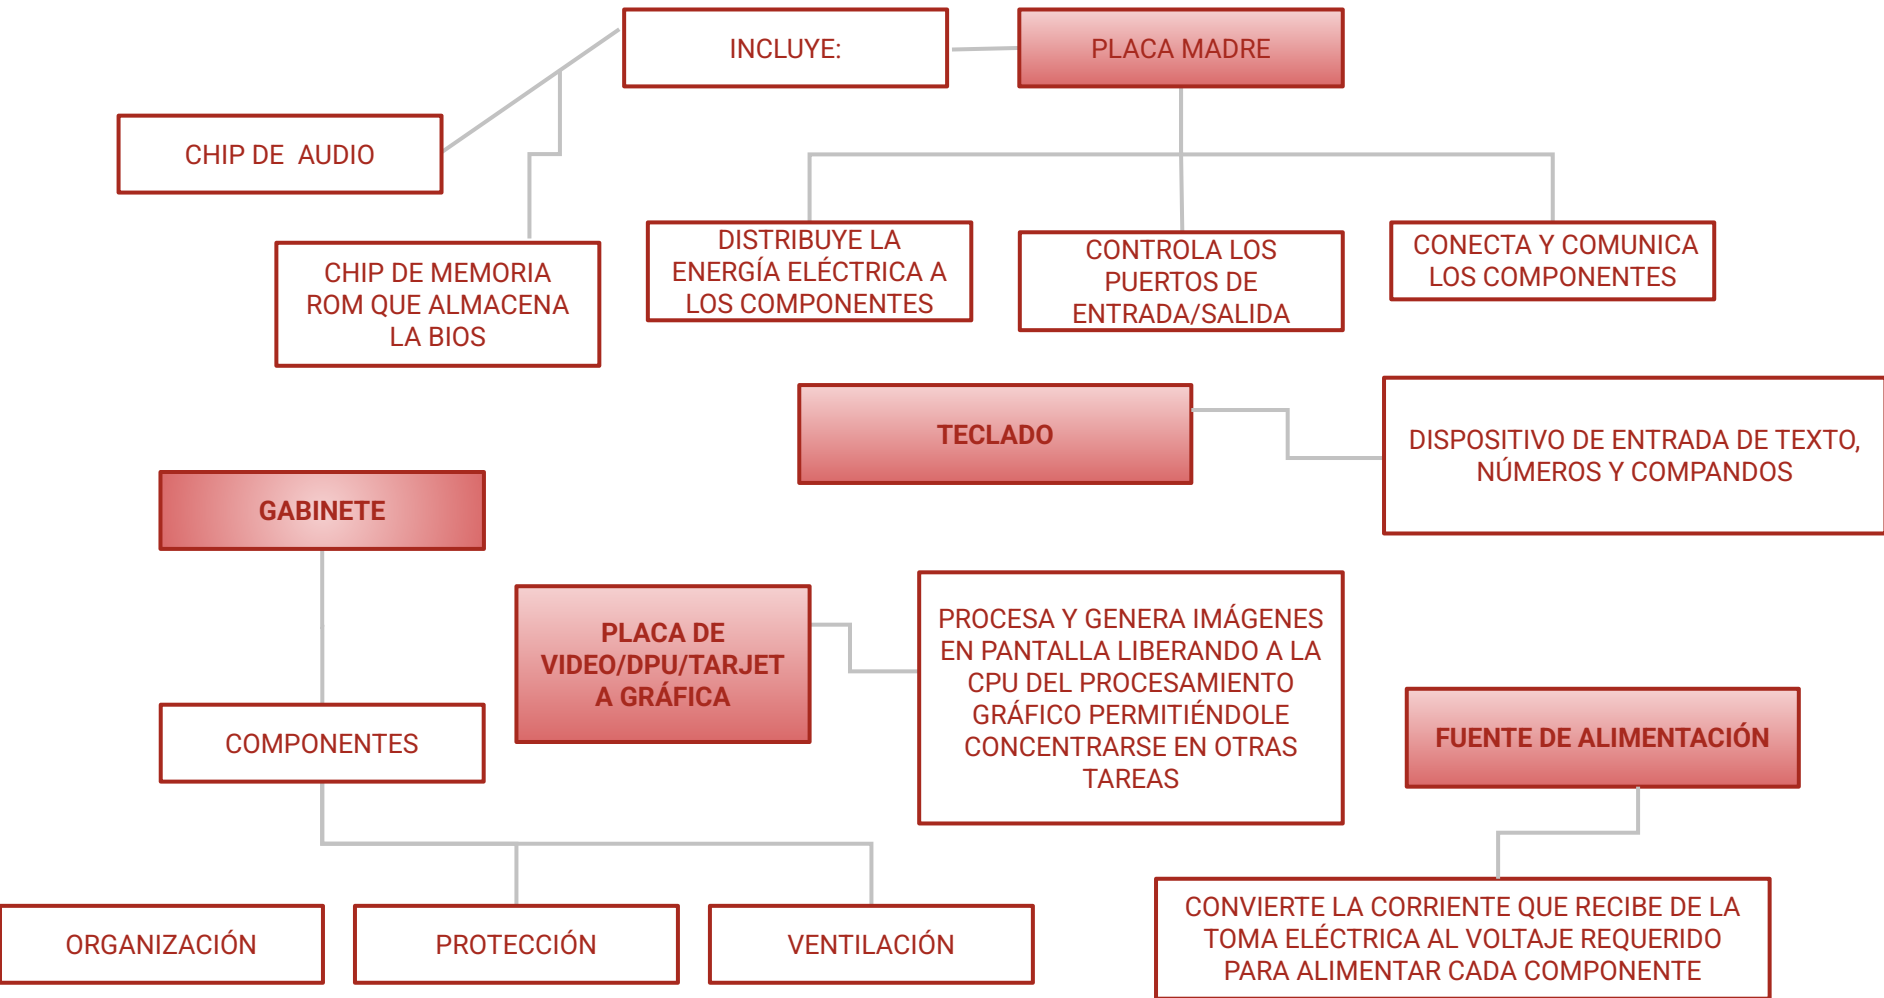 INCLUYE:
PLACA MADRE
CHIP DE AUDIO
CHIP DE MEMORIA
ROM QUE ALMACENA
LA BIOS
DISTRIBUYE LA
ENERGÍA ELÉCTRICA A
LOS COMPONENTES
CONTROLA LOS
PUERTOS DE
ENTRADA/SALIDA
CONECTA Y COMUNICA
LOS COMPONENTES
TECLADO
DISPOSITIVO DE ENTRADA DE TEXTO,
NÚMEROS Y COMPANDOS
GABINETE
PLACA DE
VIDEO/DPU/TARJET
A GRÁFICA
PROCESA Y GENERA IMÁGENES
EN PANTALLA LIBERANDO A LA
CPU DEL PROCESAMIENTO
GRÁFICO PERMITIÉNDOLE
CONCENTRARSE EN OTRAS
TAREAS
COMPONENTES
FUENTE DE ALIMENTACIÓN
ORGANIZACIÓN
PROTECCIÓN
VENTILACIÓN
CONVIERTE LA CORRIENTE QUE RECIBE DE LA
TOMA ELÉCTRICA AL VOLTAJE REQUERIDO
PARA ALIMENTAR CADA COMPONENTE